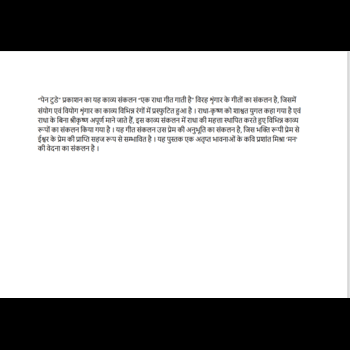 “पेन टुडे” प्रकाशन का यह काव्य संकलन “एक राधा गीत गाती है” विरह शृंगार के गीतों का संकलन है, जिसमें
संयोग एवं वियोग शृंगार का काव्य विभिन्न रंगों में प्रस्फुटित हुआ है । राधा-कृष्ण को शाश्वत युगल कहा गया है एवं
राधा के बिना श्रीकृष्ण अपूर्ण माने जाते हैं, इस काव्य संकलन में राधा की महत्ता स्थापित करते हुए विभिन्न काव्य
रूपों का संकलन किया गया है । यह गीत संकलन उस प्रेम की अनुभूति का संकलन है, जिस भक्ति रूपी प्रेम से
ईश्वर के प्रेम की प्राप्ति सहज रूप से सम्भावित है । यह पुस्तक एक अतृप्त भावनाओं के कवि प्रशांत मिश्रा ‘मन’
की वेदना का संकलन है ।